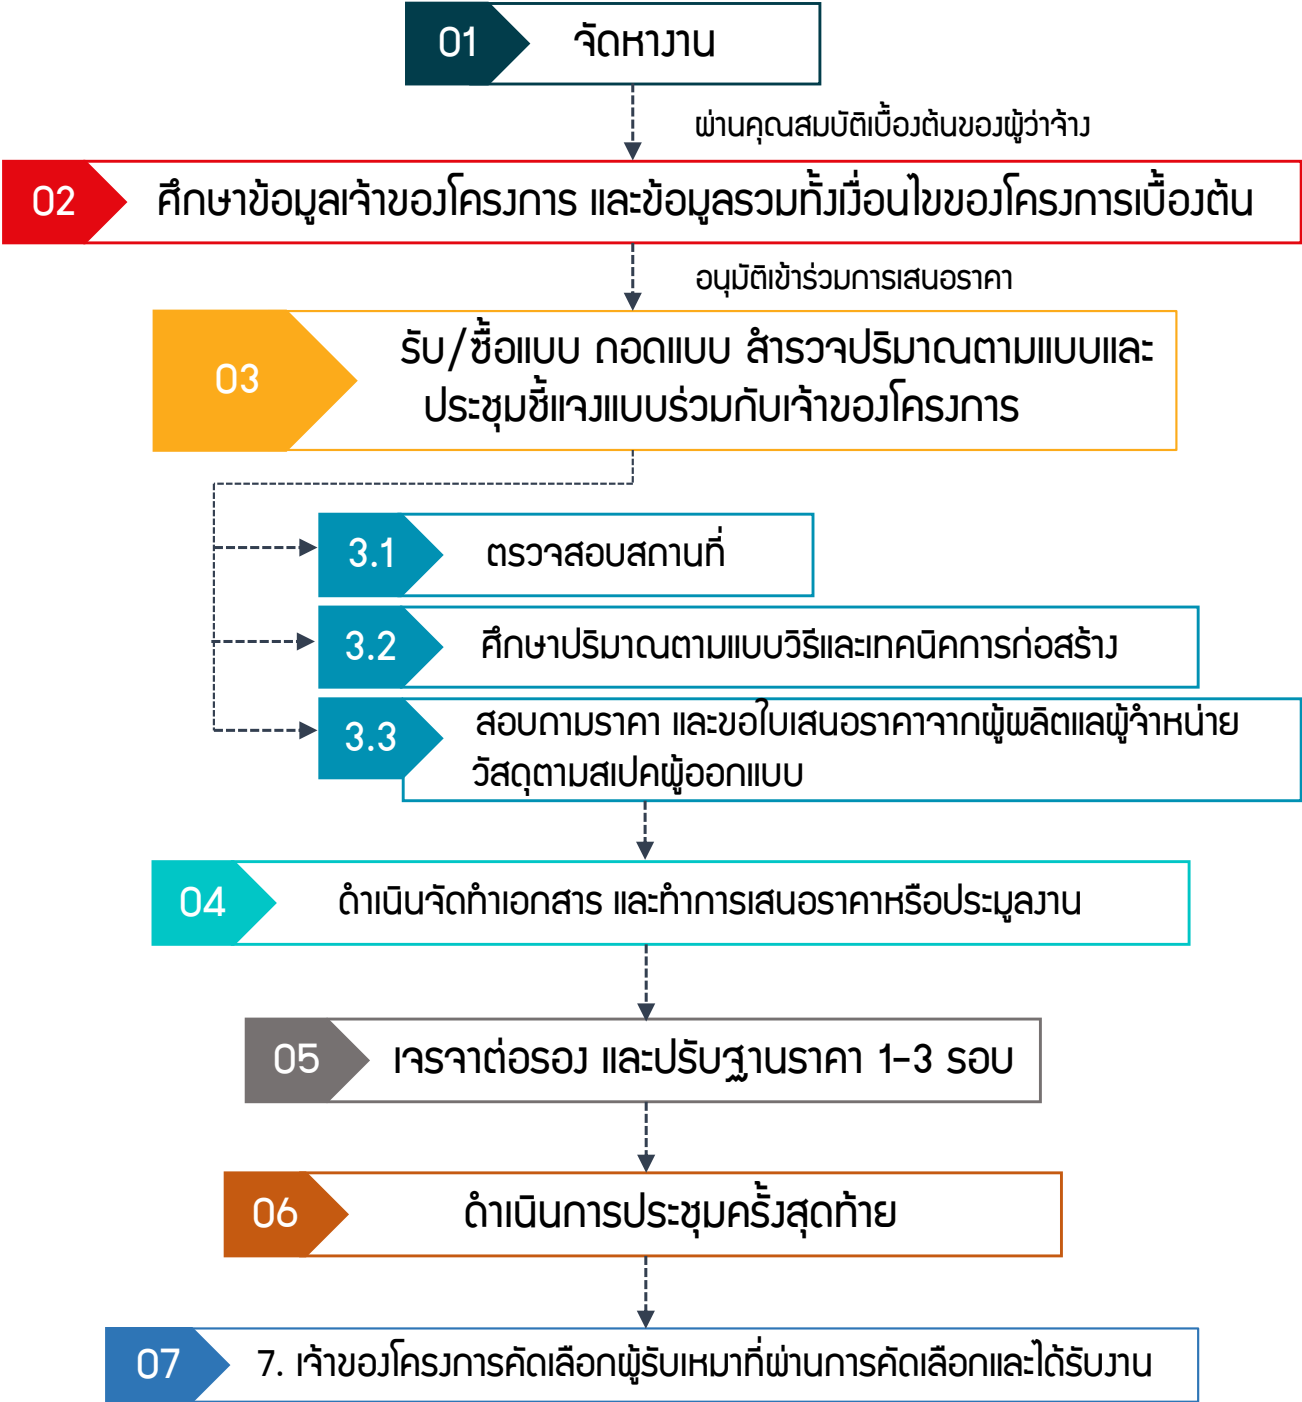 01 จัดหางาน
ผ่านคุณสมบัติเบื้องต้นของผู้ว่าจ้าง
02 ศึกษาข้อมูลเจ้าของโครงการ และข้อมูลรวมทั้งเงื่อนไขของโครงการเบื้องต้น
อนุมัติเข้าร่วมการเสนอราคา
03 รับ/ซื้อแบบ ถอดแบบ สำรวจปริมาณตามแบบและ
ประชุมชี้แจงแบบร่วมกับเจ้าของโครงการ
3.1 ตรวจสอบสถานที่
3.2 ศึกษาปริมาณตามแบบวิธีและเทคนิคการก่อสร้าง
3.3 สอบถามราคา และขอใบเสนอราคาจากผู้ผลิตแลผู้จำหน่าย
วัสดุตามสเปคผู้ออกแบบ
04 ดำเนินจัดทำเอกสาร และทำการเสนอราคาหรือประมูลงาน
05 เจรจาต่อรอง และปรับฐานราคา 1-3 รอบ
06 ดำเนินการประชุมครั้งสุดท้าย
07 7. เจ้าของโครงการคัดเลือกผู้รับเหมาที่ผ่านการคัดเลือกและได้รับงาน